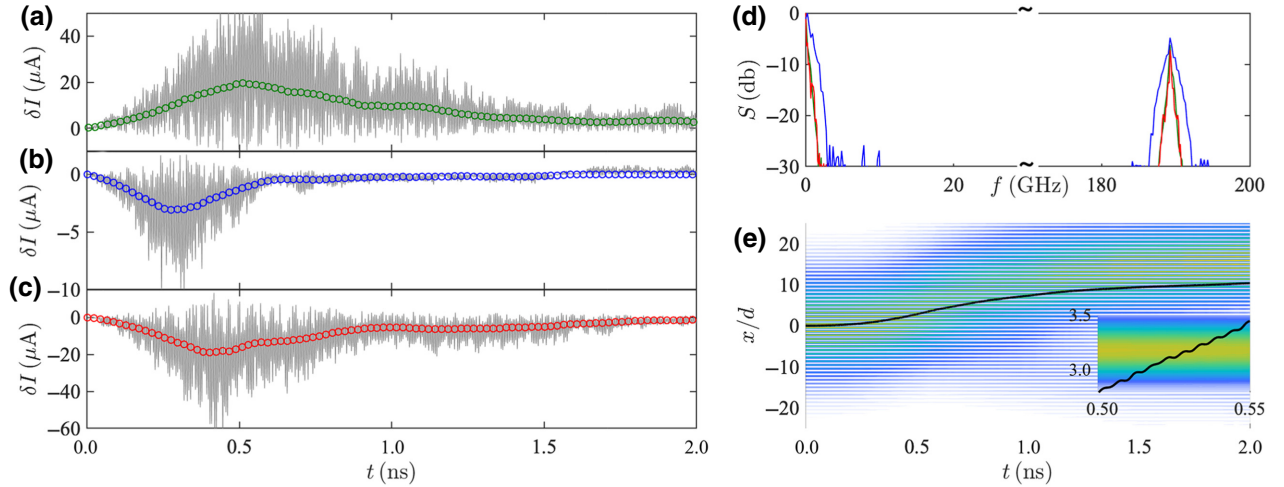 (a)
40
20
0
δI (μA)
(b)
0
−5
−10
δI (μA)
(c)
0
−20
−40
−60
δI (μA)
0.0 0.5 1.0 1.5 2.0
t (ns)
(d)
0
−10
−20
−30
S (db)
~
~
0 20 f (GHz) 180 200
(e)
20
10
0
−10
−20
x/d
3.5
3.0
0.50 0.55
0.0 0.5 1.0 1.5 2.0
t (ns)